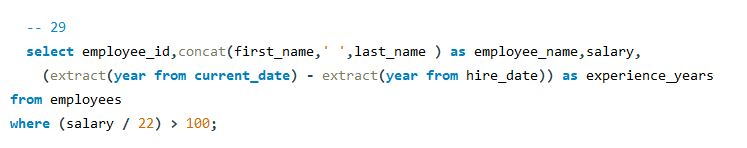 -- 29
select employee_id,concat(first_name,' ',last_name ) as employee_name,salary,
(extract(year from current_date) - extract(year from hire_date)) as experience_years
from employees
where (salary / 22) > 100;